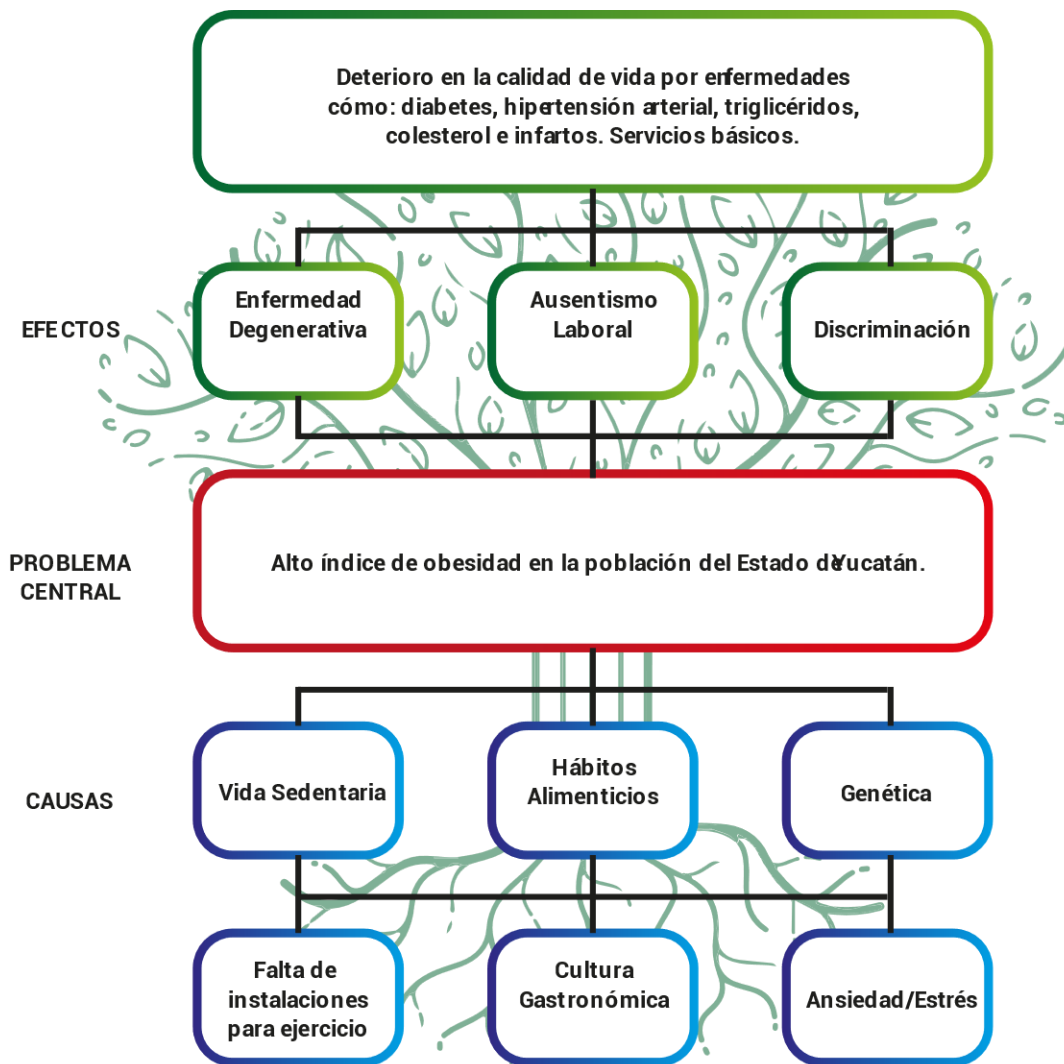 Deterioro en la calidad de vida por enfermedades
cómo: diabetes, hipertensión arterial, triglicéridos,
colesterol e infartos. Servicios básicos.
EFECTOS
Enfermedad
Degenerativa
Ausentismo
Laboral
Discriminación
PROBLEMA
CENTRAL
Alto índice de obesidad en la población del Estado de Yucatán.
CAUSAS
Vida Sedentaria
Hábitos
Alimenticios
Genética
Falta de
instalaciones
para ejercicio
Cultura
Gastronómica
Ansiedad/Estrés